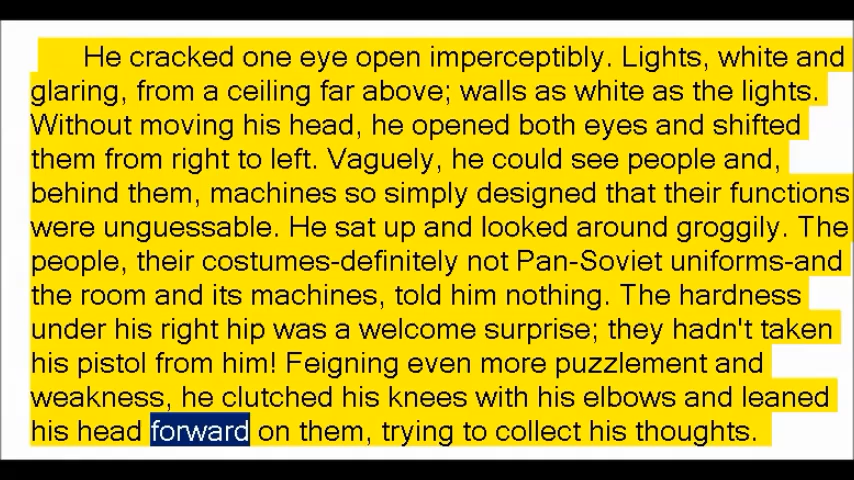 He cracked one eye open imperceptibly. Lights, white and
glaring, from a ceiling far above; walls as white as the lights.
Without moving his head, he opened both eyes and shifted
them from right to left. Vaguely, he could see people and,
behind them, machines so simply designed that their functions
were unguessable. He sat up and looked around groggily. The
people, their costumes-definitely not Pan-Soviet uniforms-and
the room and its machines, told him nothing. The hardness
under his right hip was a welcome surprise; they hadn't taken
his pistol from him! Feigning even more puzzlement and
weakness, he clutched his knees with his elbows and leaned
his head forward on them, trying to collect his thoughts.